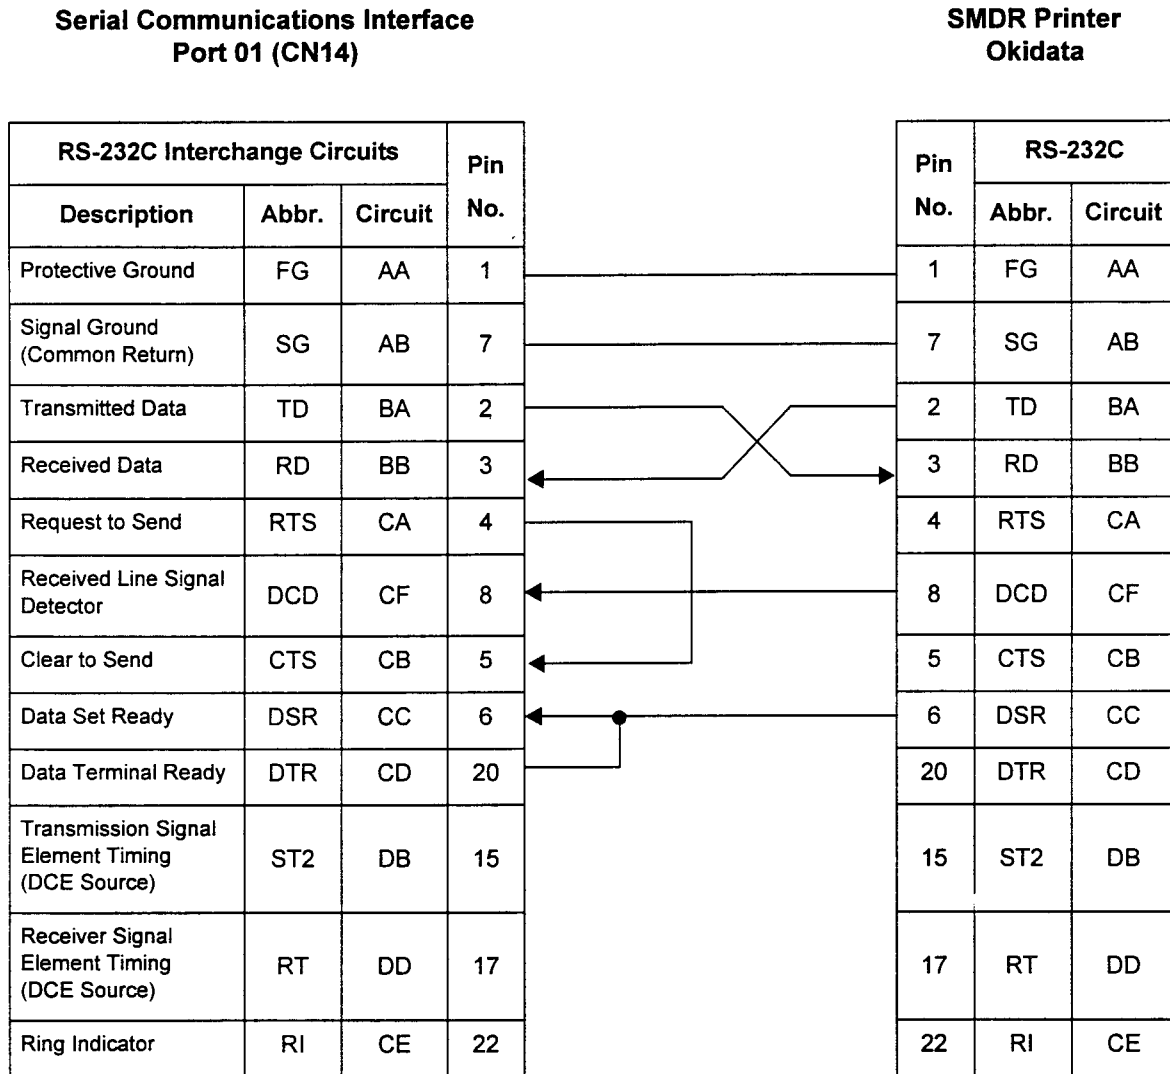 Serial Communications Interface
Port 01 (CN14)
SMDR Printer
Okidata
RS-232C Interchange Circuits
Pin
No.
Description Abbr. Circuit
Pin
No.
RS-232C
Abbr. Circuit
Protective Ground FG AA 1 1 FG AA
Signal Ground
(Common Return) SG AB 7 7 SG AB
Transmitted Data TD BA 2 2 TD BA
Received Data RD BB 3 3 RD BB
Request to Send RTS CA 4 4 RTS CA
Received Line Signal
Detector DCD CF 8 8 DCD CF
Clear to Send CTS CB 5 5 CTS CB
Data Set Ready DSR CC 6 6 DSR CC
Data Terminal Ready DTR CD 20 20 DTR CD
Transmission Signal
Element Timing ST2 DB 15 15 ST2 DB
(DCE Source)
Receiver Signal
Element Timing RT DD 17 17 RT DD
(DCE Source)
Ring Indicator RI CE 22 22 RI CE